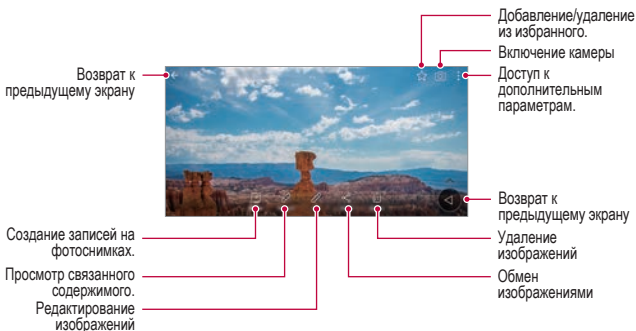 Добавление/удаление
из избранного.
Включение камеры
Возврат к
предыдущему экрану
Доступ к
дополнительным
параметрам.
Возврат к
предыдущему экрану
Создание записей на
фотоснимках.
Удаление
изображений
Просмотр связанного
содержимого.
Обмен
изображениями
Редактирование
изображений